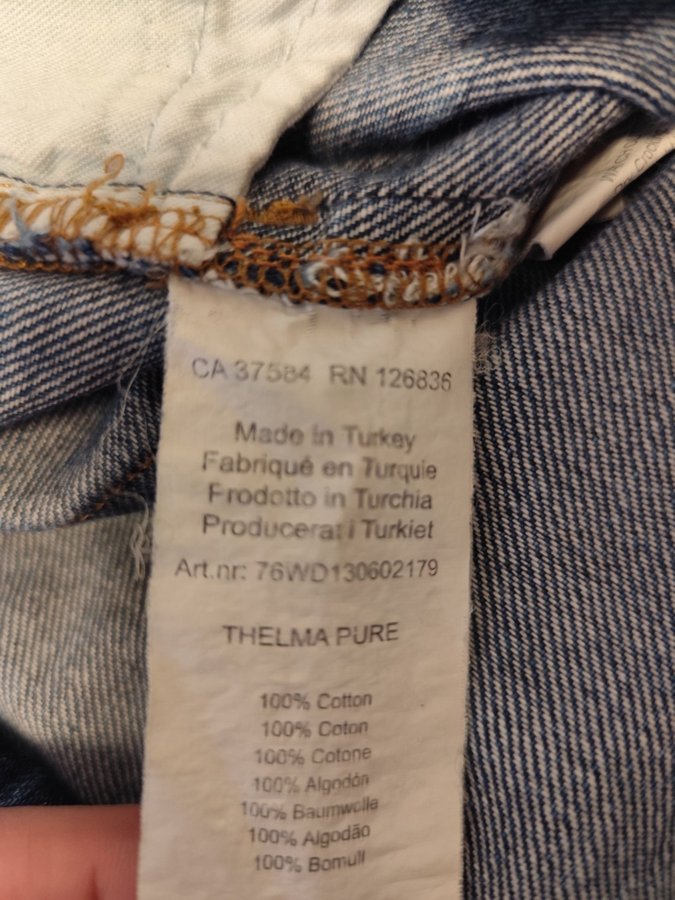 CA 37584 RN 126836
Made in Turkey
Fabriqué en Turquie
Prodotto in Turchia
Producerat i Turkiet
Art.nr: 76WD130602179
THELMA PURE
100% Cotton
100% Coton
100% Cotone
100% Algodón
100% Baumwolle
100% Algodão
100% Bomull